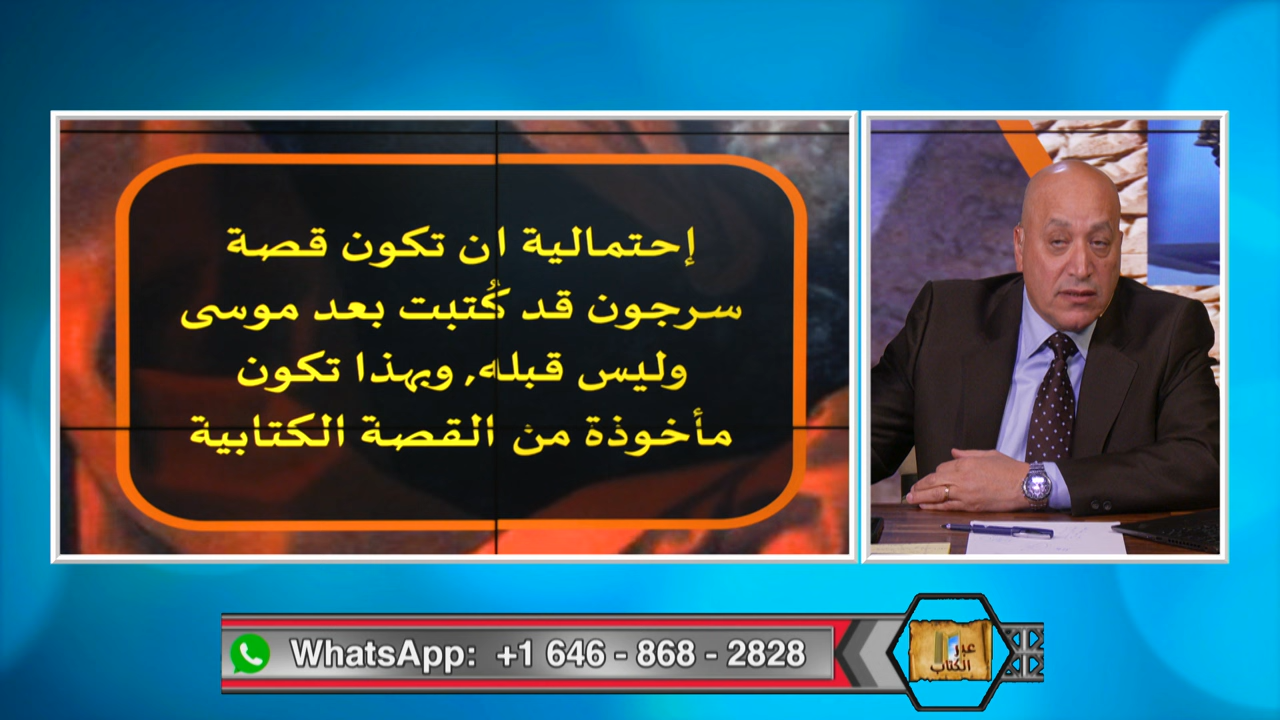 إحتمالية ان تكون قصة
سرجون قد كُتبت بعد موسى
وليس قبله, وبهذا تكون
مأخوذة من القصة الكتابية
WhatsApp: +1 646 - 868 - 2828
عبر
الكتاب